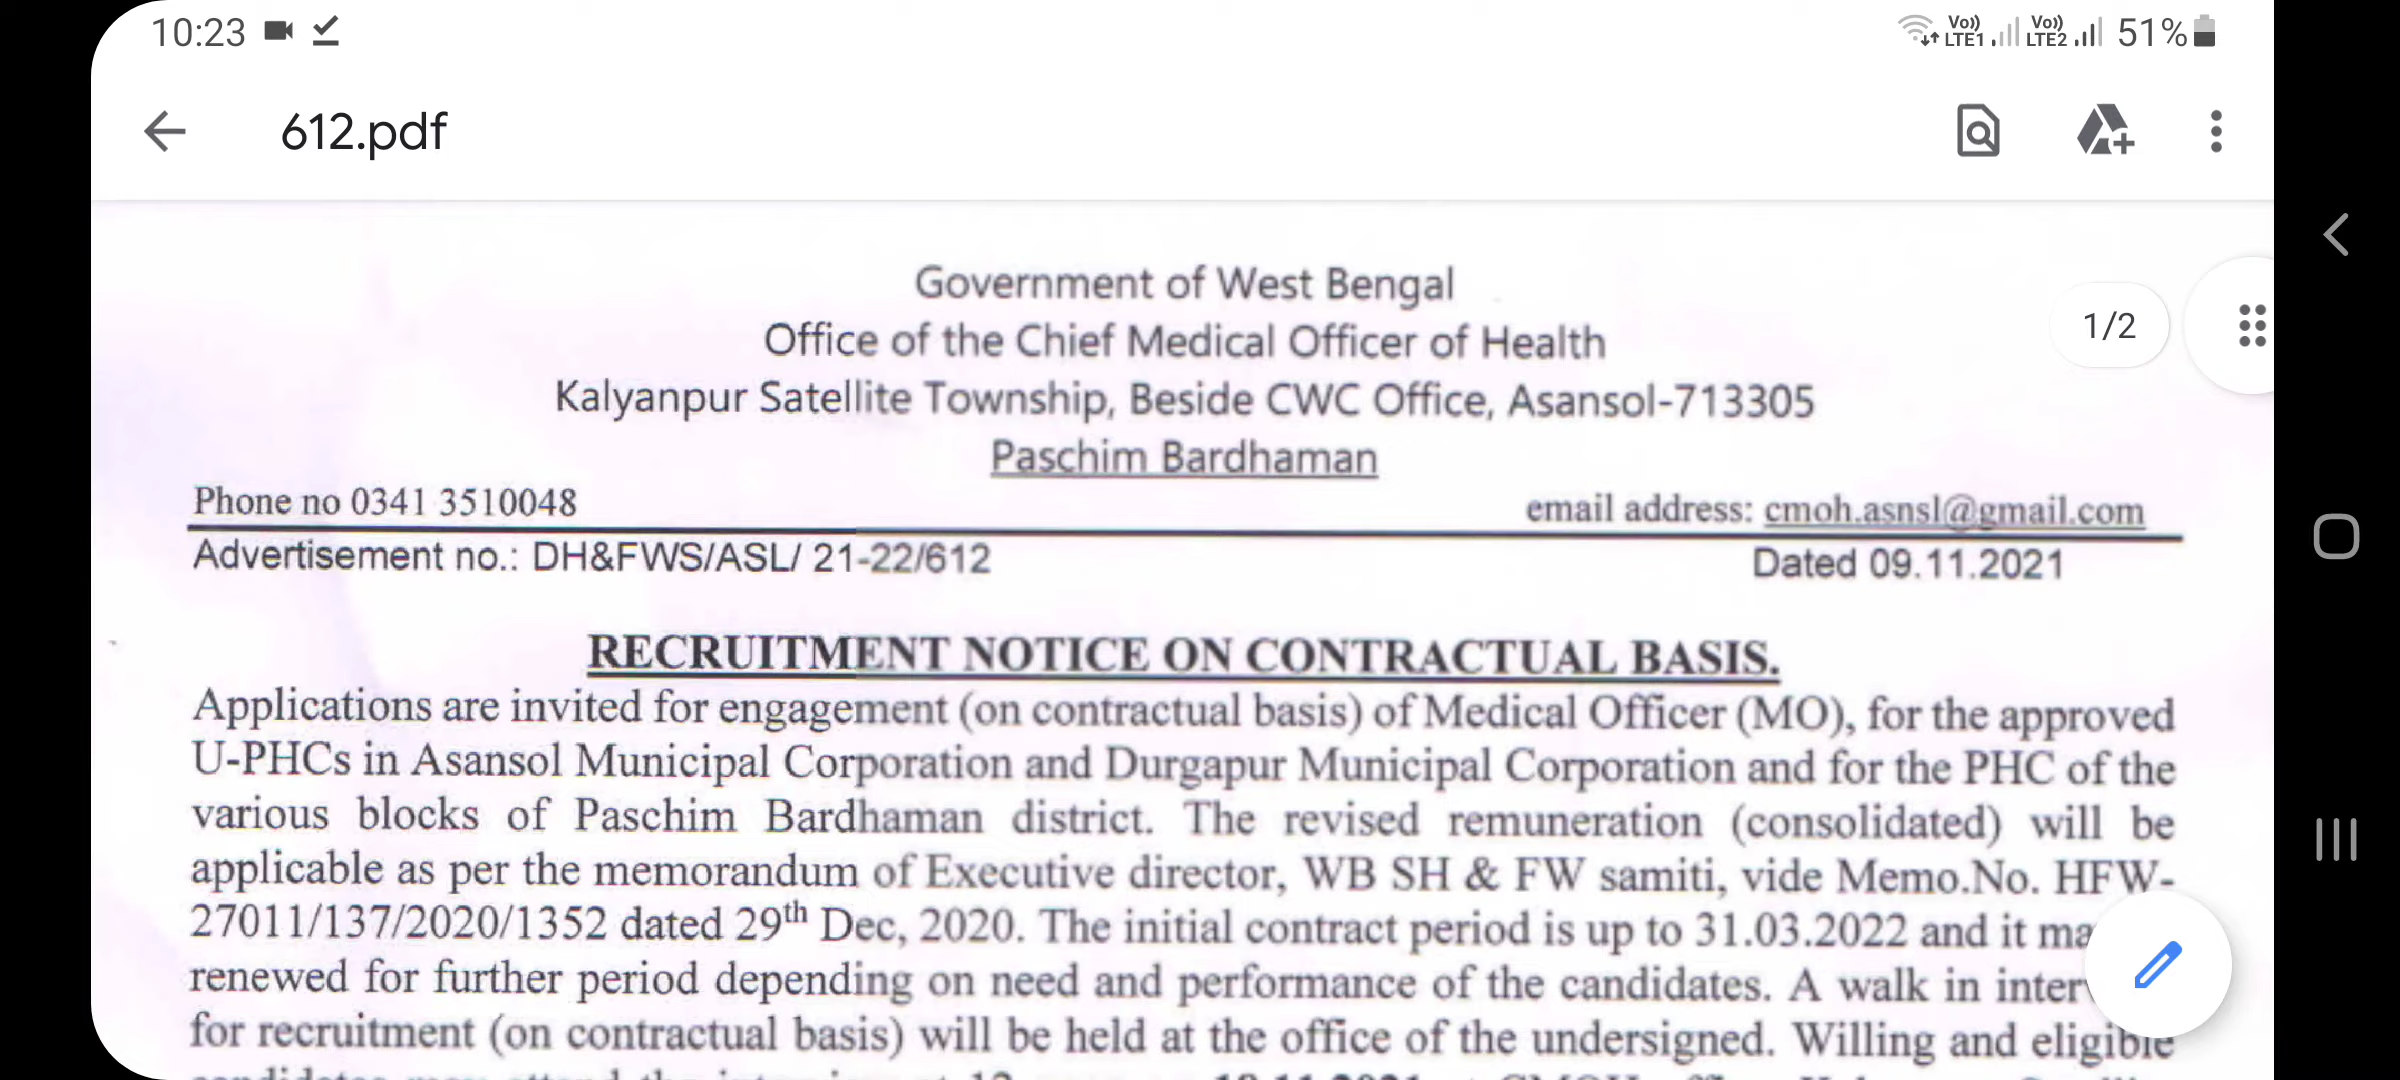 10:23
Vo)) LTE1 Vo)) LTE2 51%
612.pdf
Government of West Bengal
Office of the Chief Medical Officer of Health
1/2
Kalyanpur Satellite Township, Beside CWC Office, Asansol-713305
Paschim Bardhaman
Phone no 0341 3510048 email address: cmoh.asnsl@gmail.com
Advertisement no.: DH&FWS/ASL/ 21-22/612 Dated 09.11.2021
RECRUITMENT NOTICE ON CONTRACTUAL BASIS.
Applications are invited for engagement (on contractual basis) of Medical Officer (MO), for the approved
U-PHCs in Asansol Municipal Corporation and Durgapur Municipal Corporation and for the PHC of the
various blocks of Paschim Bardhaman district. The revised remuneration (consolidated) will be
applicable as per the memorandum of Executive director, WB SH & FW samiti, vide Memo.No. HFW-
27011/137/2020/1352 dated 29th Dec, 2020. The initial contract period is up to 31.03.2022 and it
renewed for further period depending on need and performance of the candidates. A walk in
for recruitment (on contractual basis) will be held at the office of the undersigned. Willing and eligible